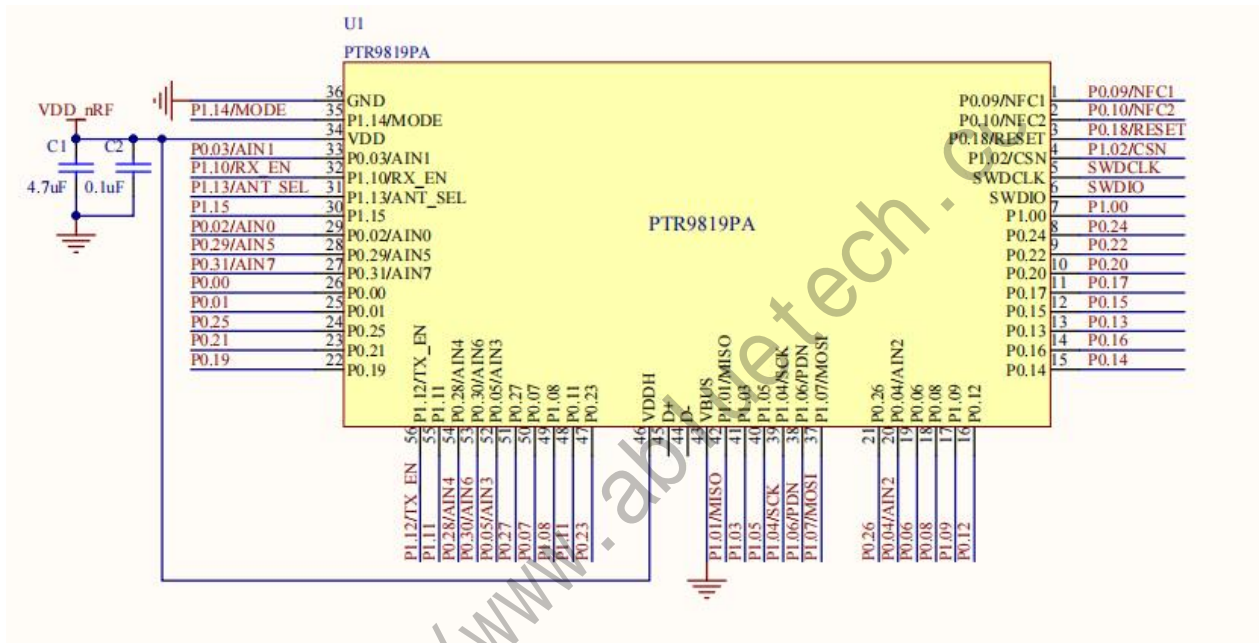 U1
PTR9819PA
VDD_nRF
C1
C2
4.7uF
0.1uF
36 GND
P1.14/MODE 35 P1.14/MODE
34 VDD
P0.03/AIN1 33 P0.03/AIN1
P1.10/RX_EN 32 P1.10/RX_EN
P1.13/ANT_SEL 31 P1.13/ANT_SEL
P1.15 30 P1.15
P0.02/AIN0 29 P0.02/AIN0
P0.29/AIN5 28 P0.29/AIN5
P0.31/AIN7 27 P0.31/AIN7
P0.00 26 P0.00
P0.01 25 P0.01
P0.25 24 P0.25
P0.21 23 P0.21
P0.19 22 P0.19
PTR9819PA
P0.09/NFC1 1 P0.09/NFC1
P0.10/NFC2 2 P0.10/NFC2
P0.18/RESET 3 P0.18/RESET
P1.02/CSN 4 P1.02/CSN
SWDCLK 5 SWDCLK
SWDIO 6 SWDIO
P1.00 7 P1.00
P0.24 8 P0.24
P0.22 9 P0.22
P0.20 10 P0.20
P0.17 11 P0.17
P0.15 12 P0.15
P0.13 13 P0.13
P0.16 14 P0.16
P0.14 15 P0.14
P1.12/TX_EN 56 P1.12/TX_EN
P1.11 55 P1.11
P0.28/AIN4 54 P0.28/AIN4
P0.30/AIN6 53 P0.30/AIN6
P0.05/AIN3 52 P0.05/AIN3
P0.27 51 P0.27
P0.07 50 P0.07
P1.08 49 P1.08
P0.11 48
P0.23 47 P0.23
VDDH 46
D+ 45
D- 44
VBUS 43
P1.01/MISO 42 P1.01/MISO
P1.03 41 P1.03
P1.05 40 P1.05
P1.04/SCK 39 P1.04/SCK
P1.06/PDN 38 P1.06/PDN
P1.07/MOSI 37 P1.07/MOSI
P0.26 21 P0.26
P0.04/AIN2 20 P0.04/AIN2
P0.06 19 P0.06
P0.08 18 P0.08
P1.09 17 P1.09
P0.12 16 P0.12
/www.abluetech.c